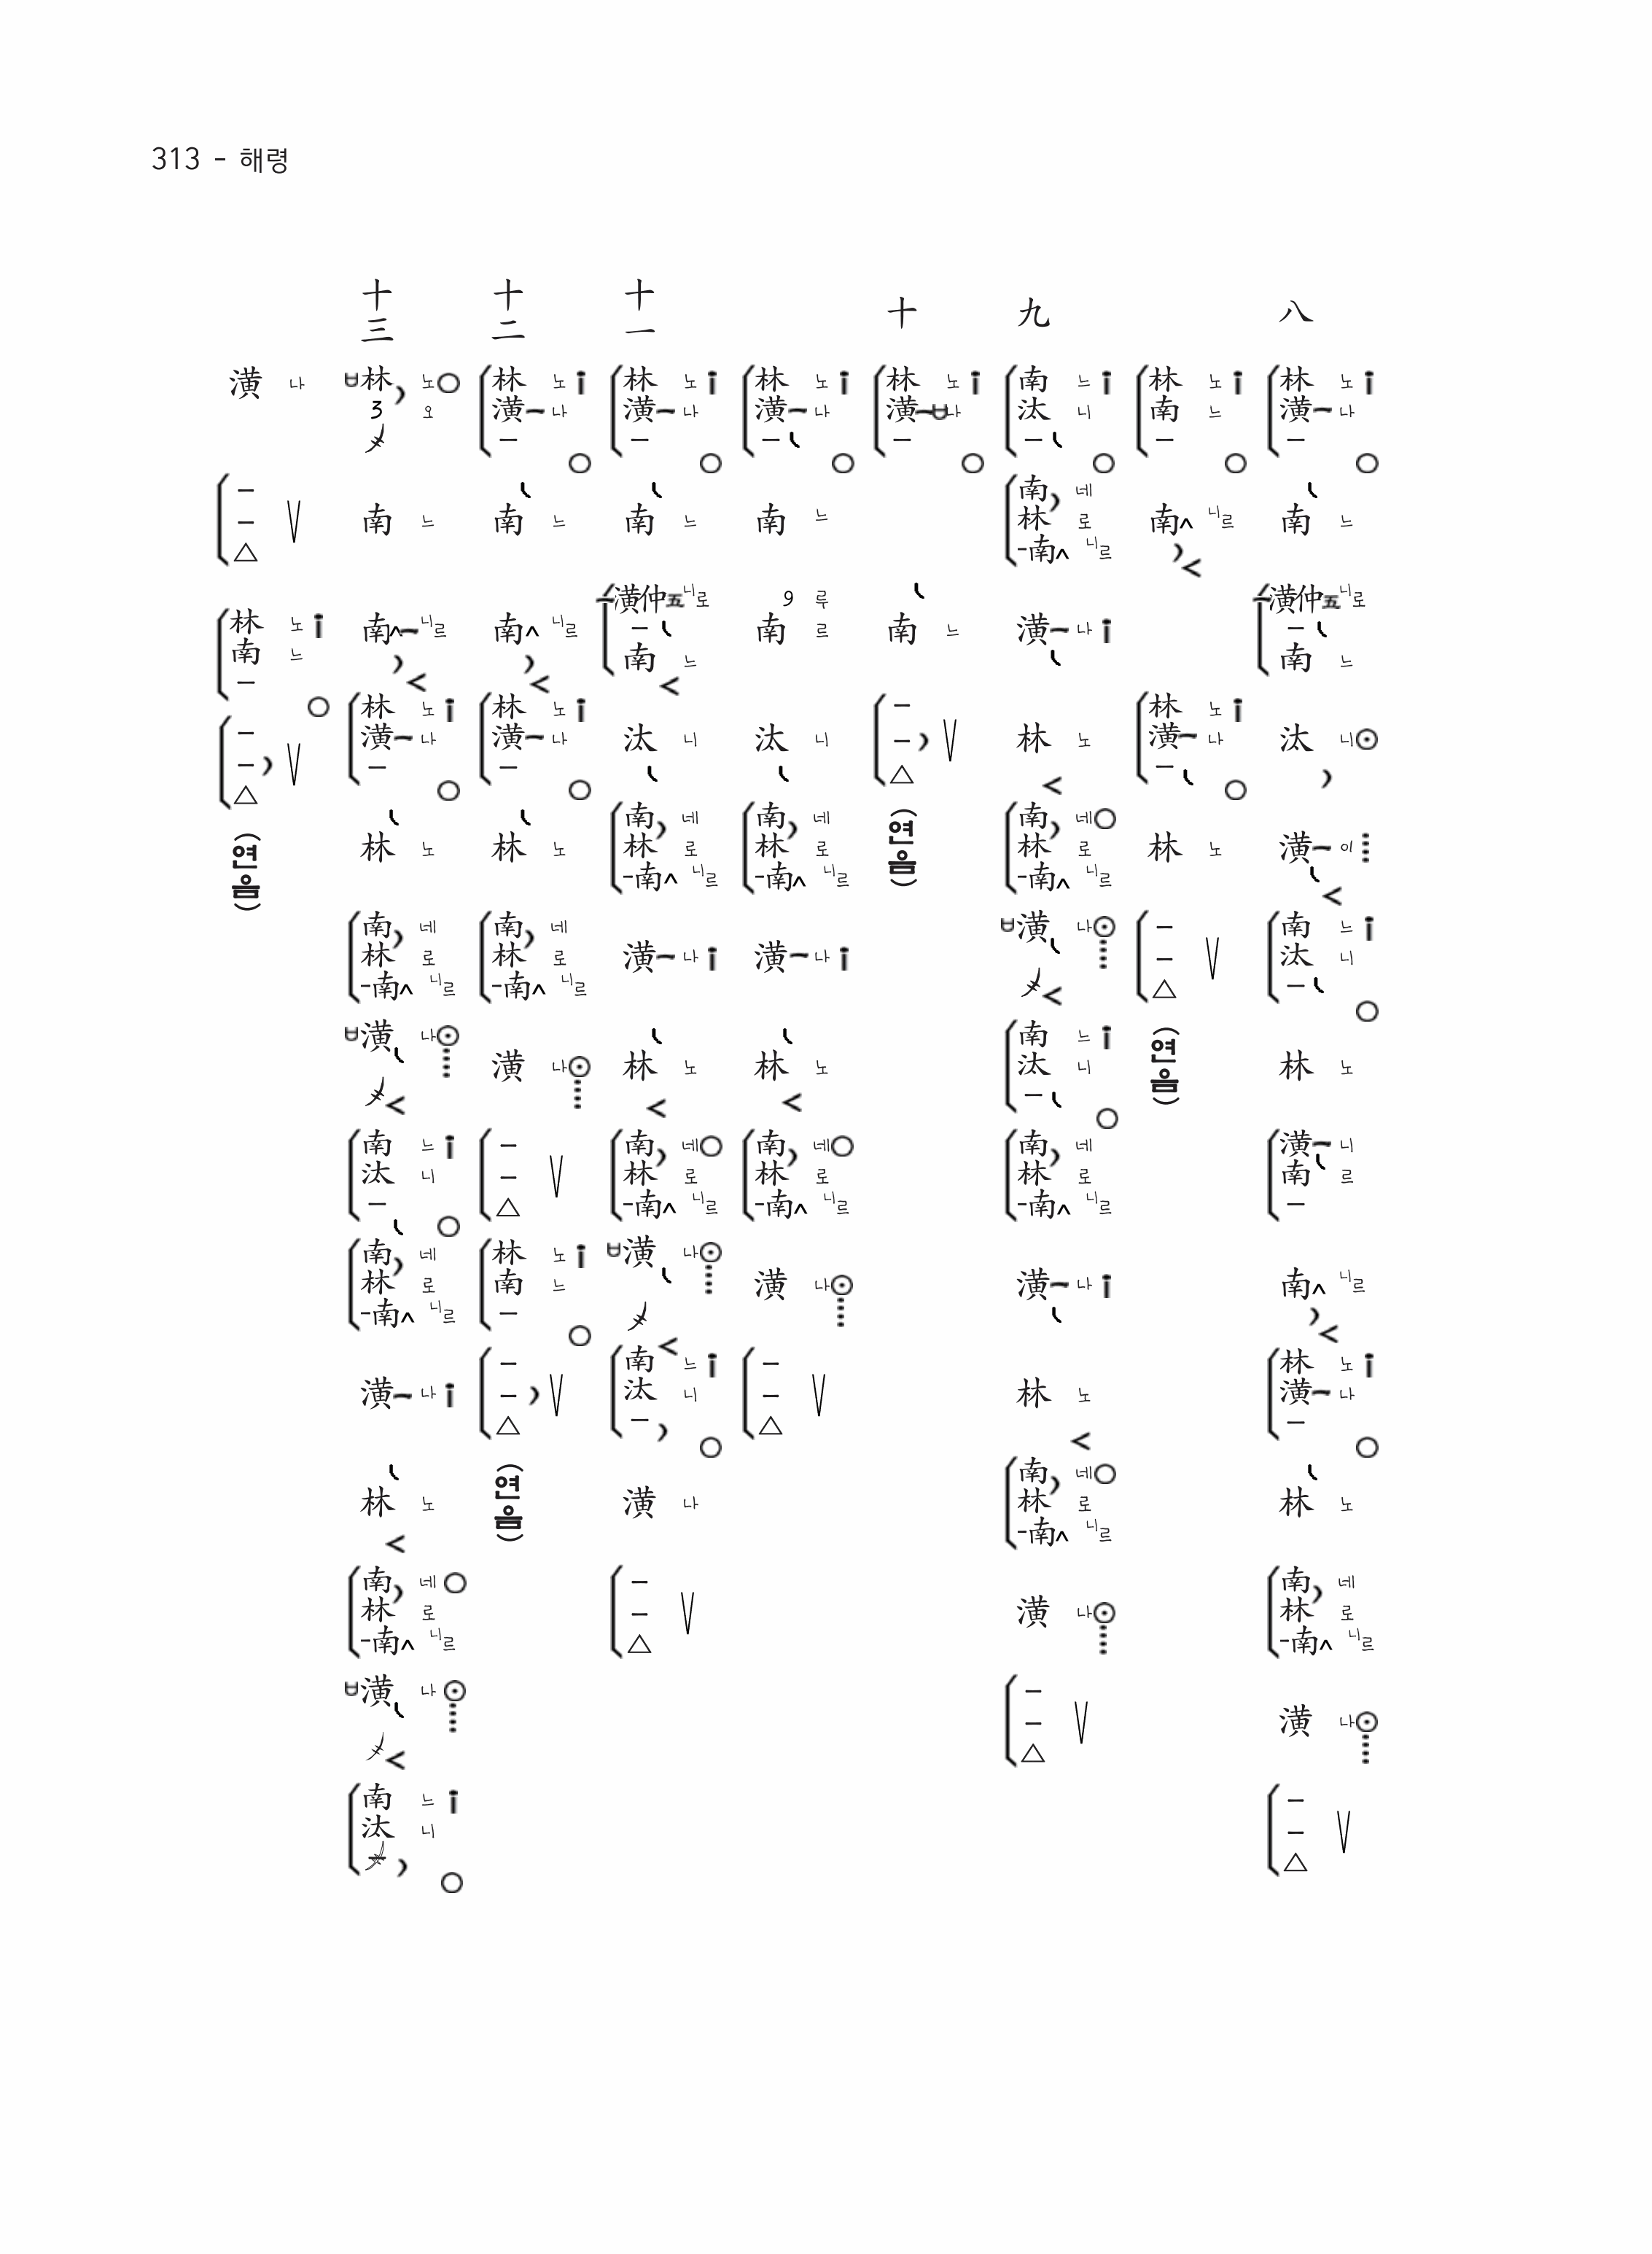 313 - 해령
八 林 노 潢 나 一 南 느 潢仲五 니로 一 南 느 汰 니 潢 이 南 느 汰 니 一 林 노 潢 니 南 르 一 南 니르 林 노 潢 나 一 林 노 南 네 林 로 -南 니르 潢 나 一 一 △
林 노 南 느 一 南 니르 林 노 潢 나 一 林 노 一 一 △ (연음)
九 南 느 汰 니 一 南 네 林 로 -南 니르 潢 나 林 노 南 네 林 로 -南 니르 潢 나 南 느 汰 니 一 南 네 林 로 -南 니르 潢 나 林 노 南 네 林 로 -南 니르 潢 나 一 一 △
十 林 노 潢 나 一 南 느 一 一 △ (연음)
林 노 潢 나 一 南 느 9 루 南 르 汰 니 南 네 林 로 -南 니르 潢 나 林 노 南 네 林 로 -南 니르 潢 나 一 一 △
十一 林 노 潢 나 一 南 느 潢仲五 니로 一 南 느 汰 니 南 네 林 로 -南 니르 潢 나 林 노 南 네 林 로 -南 니르 潢 나 南 느 汰 니 一 潢 나 一 一 △
十二 林 노 潢 나 一 南 느 南 니르 林 노 潢 나 一 林 노 南 네 林 로 -南 니르 潢 나 一 一 △ 林 노 南 느 一 一 一 △ (연음)
十三 林 노 3 오 南 느 南 니르 林 노 潢 나 一 林 노 南 네 林 로 -南 니르 潢 나 南 느 汰 니 一 南 네 林 로 -南 니르 潢 나 林 노 南 네 林 로 -南 니르 潢 나 南 느 汰 니 一
潢 나 一 一 △ 林 노 南 느 一 一 一 △ (연음)